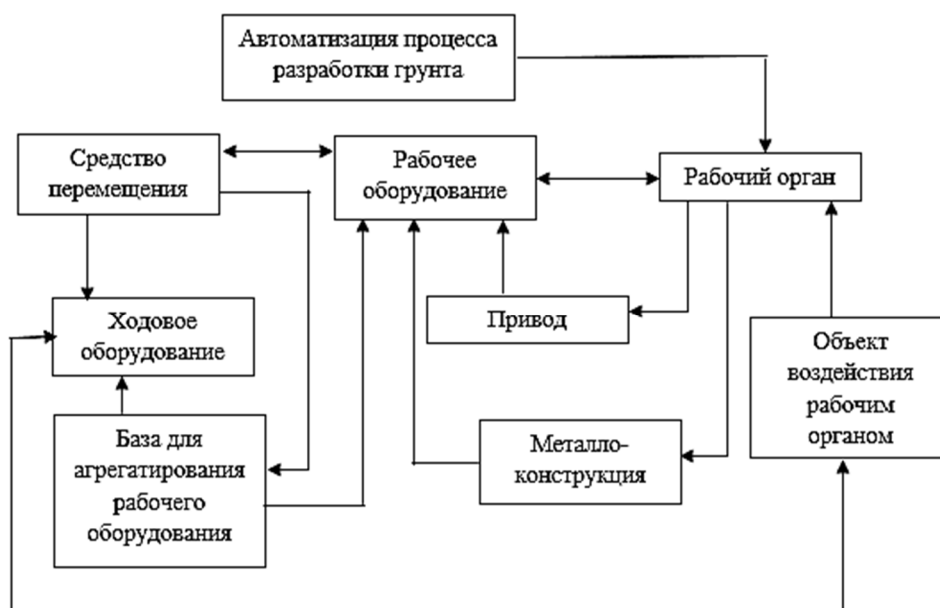 Автоматизация процесса
разработки грунта
Средство
перемещения
Рабочее
оборудование
Рабочий орган
Ходовое
оборудование
Привод
Объект
воздействия
рабочим
органом
База для
агрегатирования
рабочего
оборудования
Металло-
конструкция